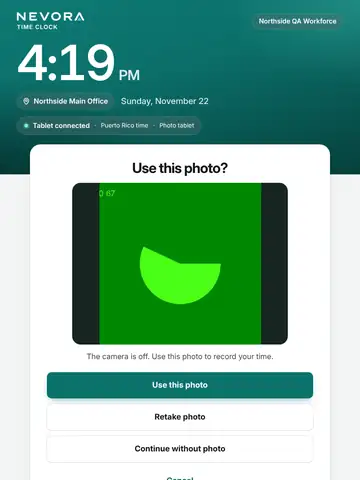 NEVORA
TIME CLOCK
Northside QA Workforce
4:19 PM
Northside Main Office
Sunday, November 22
Tablet connected · Puerto Rico time · Photo tablet
Use this photo?
0 67
The camera is off. Use this photo to record your time.
Use this photo
Retake photo
Continue without photo
Cancel